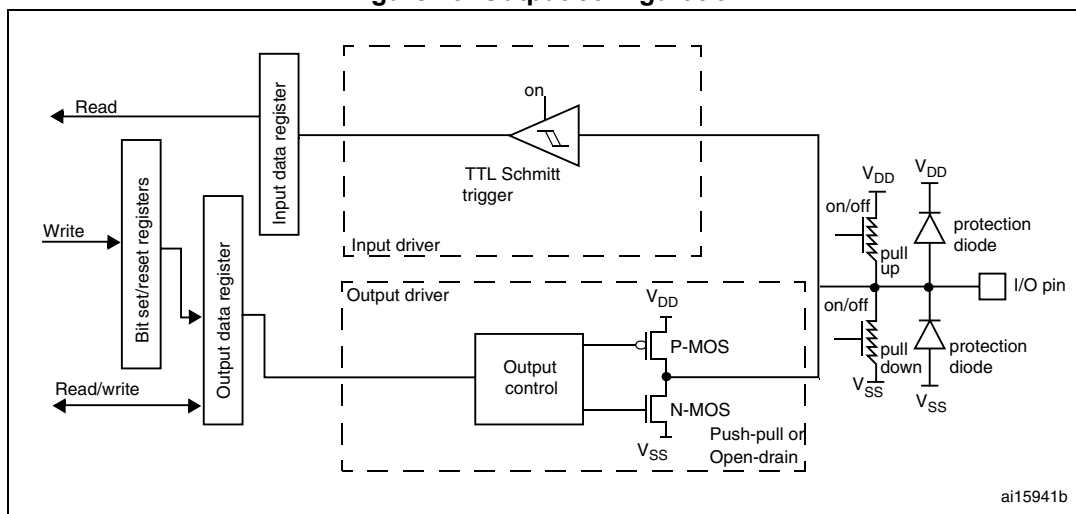 Read
Input data register
on
TTL Schmitt
trigger
Input driver
Write
Bit set/reset registers
Output data register
Read/write
Output driver
Output
control
VDD
P-MOS
N-MOS
VSS
Push-pull or
Open-drain
VDD
on/off
pull
up
VDD
protection
diode
I/O pin
on/off
pull
down
VSS
protection
diode
VSS
ai15941b